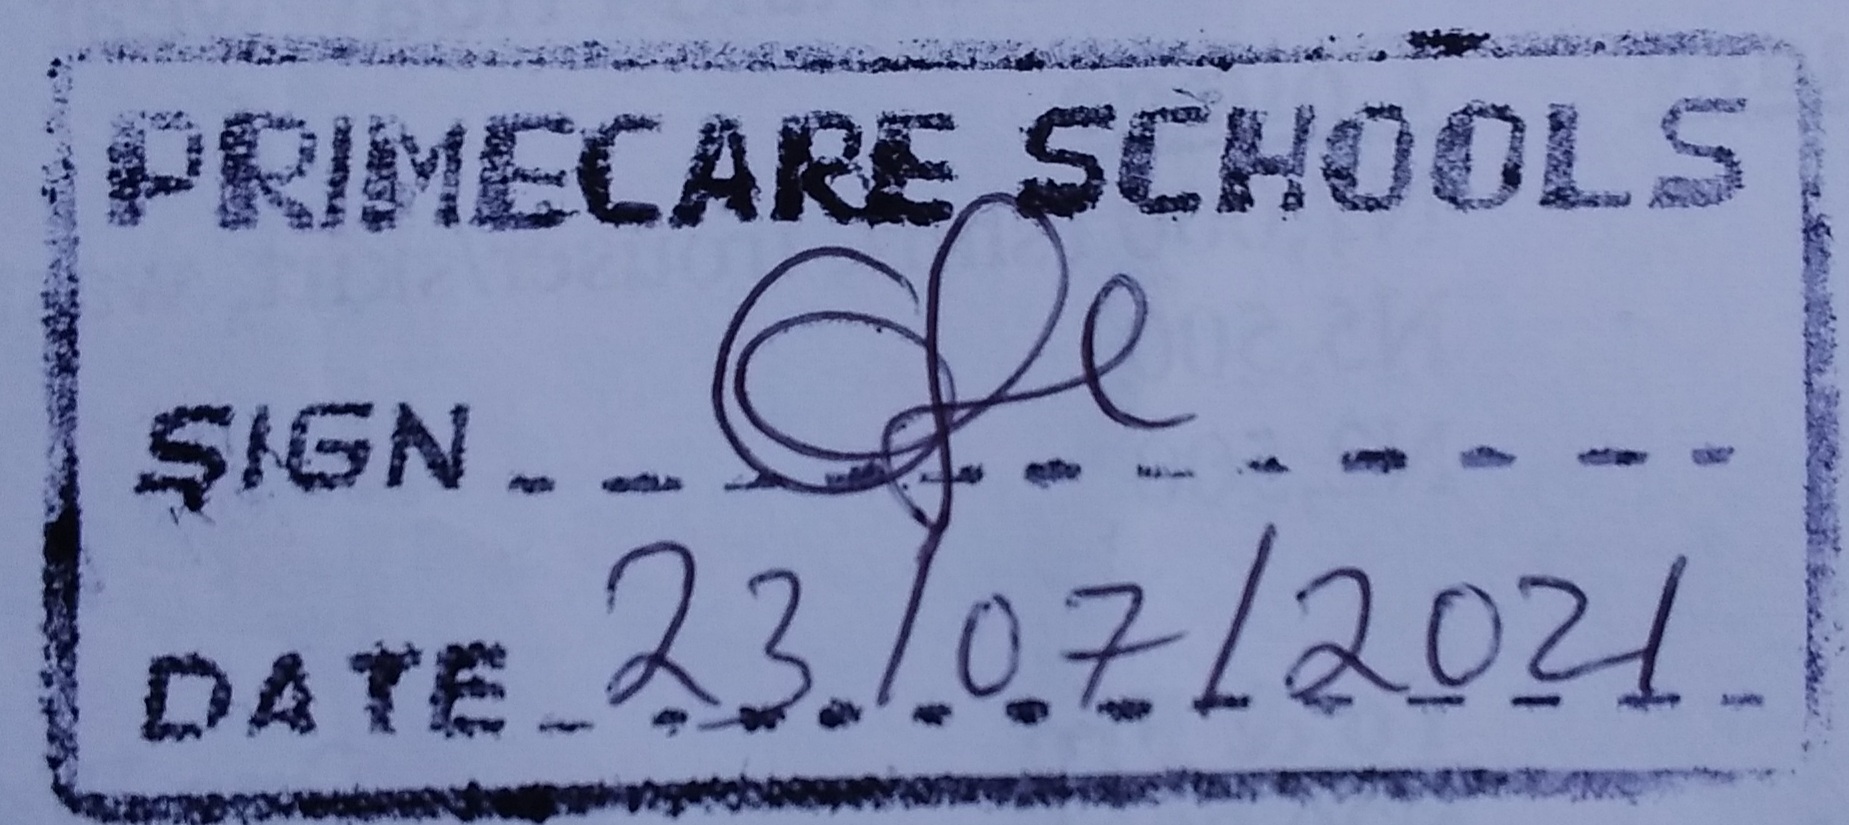 PRIMECARE SCHOOLS
SIGN
DATE 23/07/2021